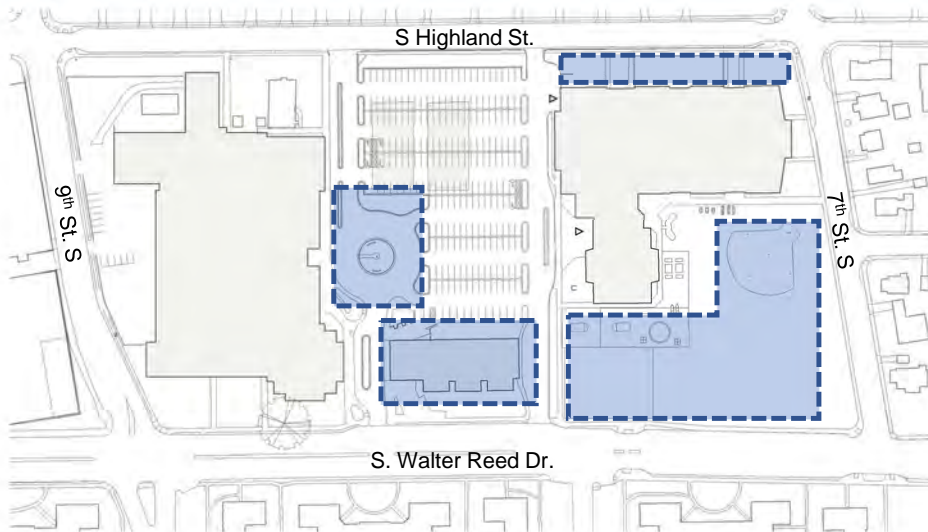 S Highland St.
9th St. S
7th St. S
S. Walter Reed Dr.